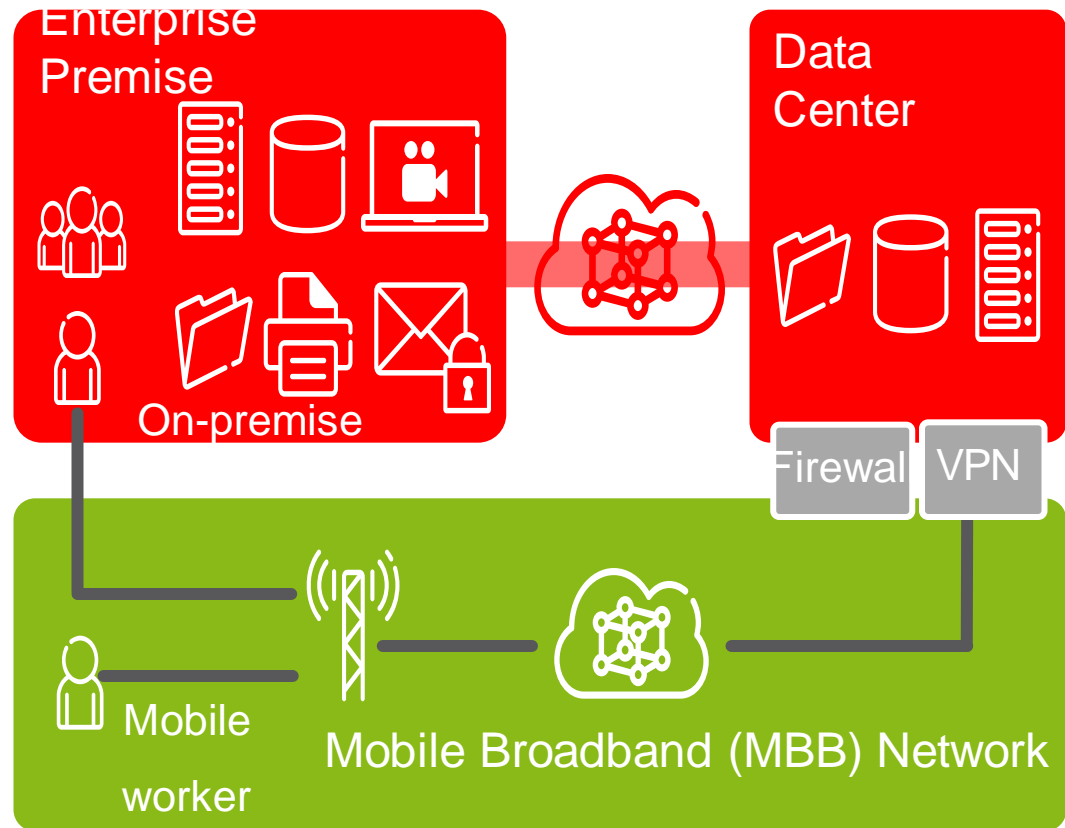 Enterprise
Premise
Data
Center
On-premise
Firewal
VPN
Mobile
worker
Mobile Broadband (MBB) Network